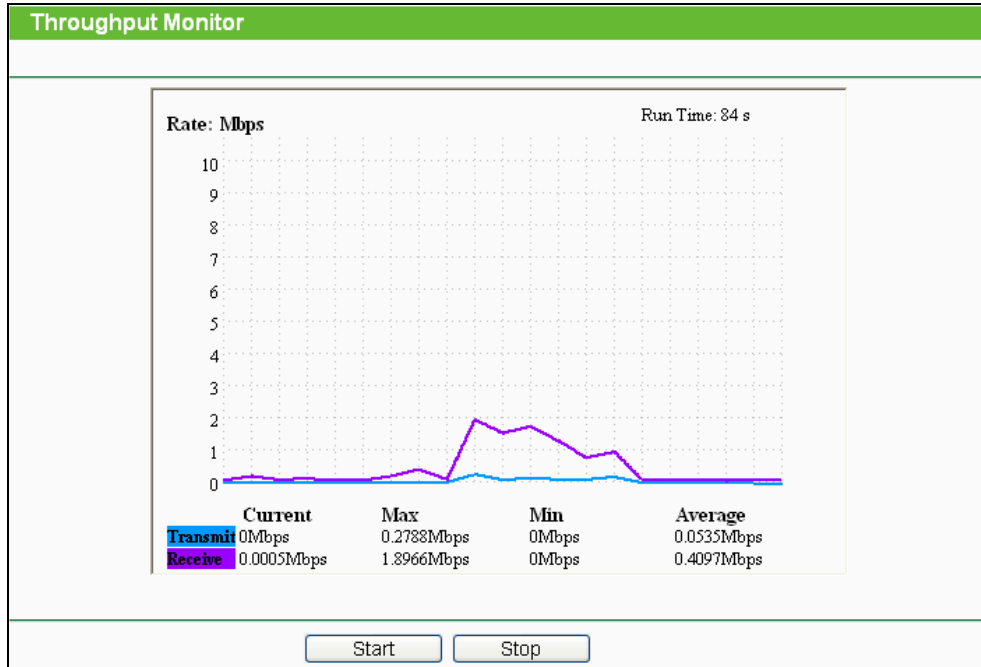 Throughput Monitor
Rate: Mbps
Run Time: 84 s
10
9
8
7
6
5
4
3
2
1
0
Current Max Min Average
Transmit 0Mbps 0.2788Mbps 0Mbps 0.0535Mbps
Receive 0.0005Mbps 1.8966Mbps 0Mbps 0.4097Mbps
Start Stop